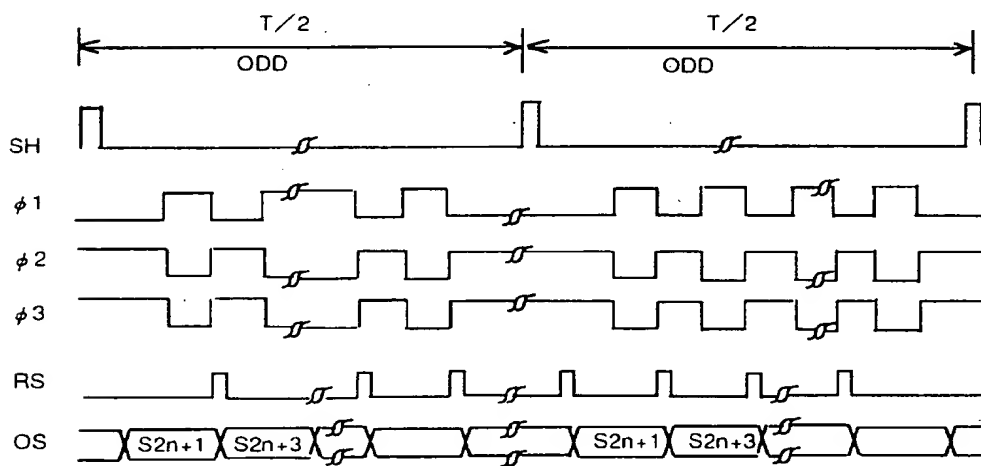 T/2 T/2
ODD ODD
SH
φ1
φ2
φ3
RS
OS S2n+1 S2n+3 S2n+1 S2n+3